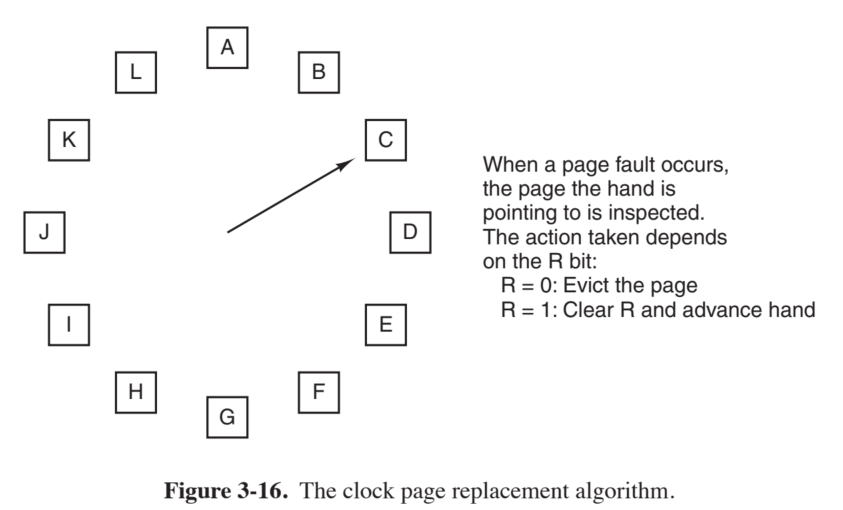 A
L
B
K
C
When a page fault occurs,
the page the hand is
pointing to is inspected.
J
D
The action taken depends
on the R bit:
R = 0: Evict the page
R = 1: Clear R and advance hand
I
E
H
F
G
Figure 3-16. The clock page replacement algorithm.